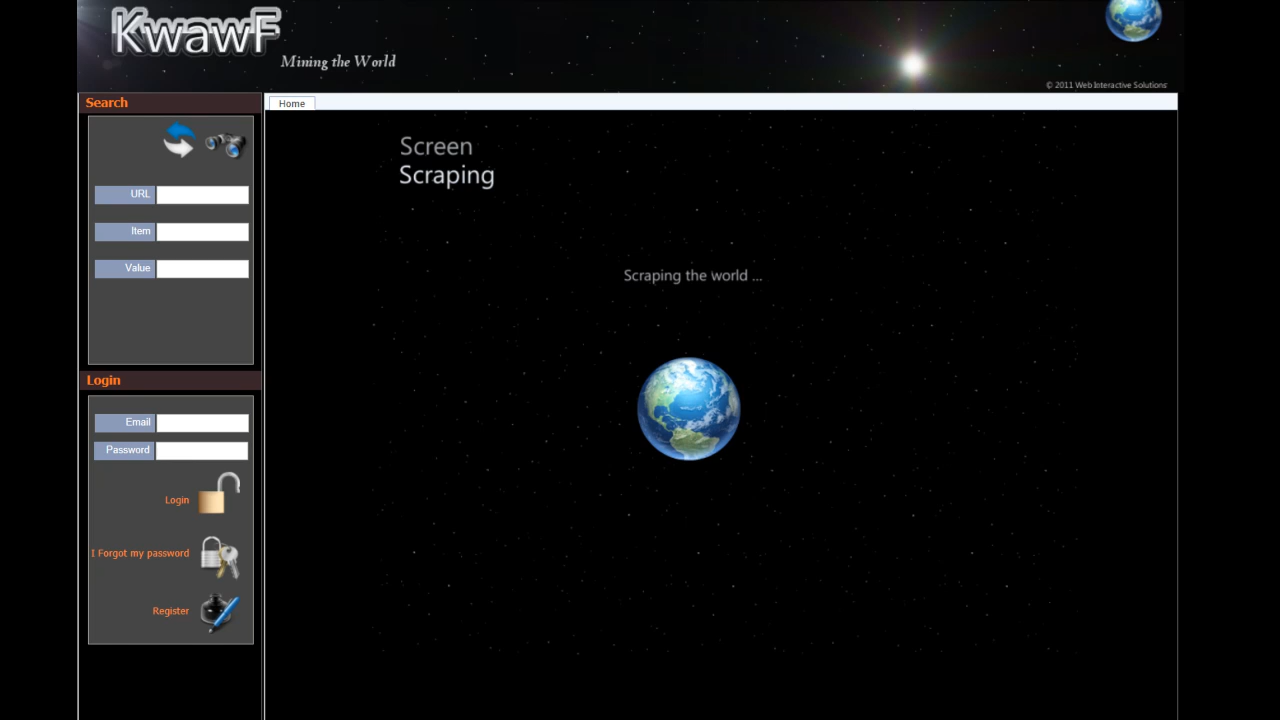 KwawF
Mining the World
© 2011 Web Interactive Solutions
Search
Home
URL
Item
Value
Login
Email
Password
Login
I Forgot my password
Register
Screen
Scraping
Scraping the world ...